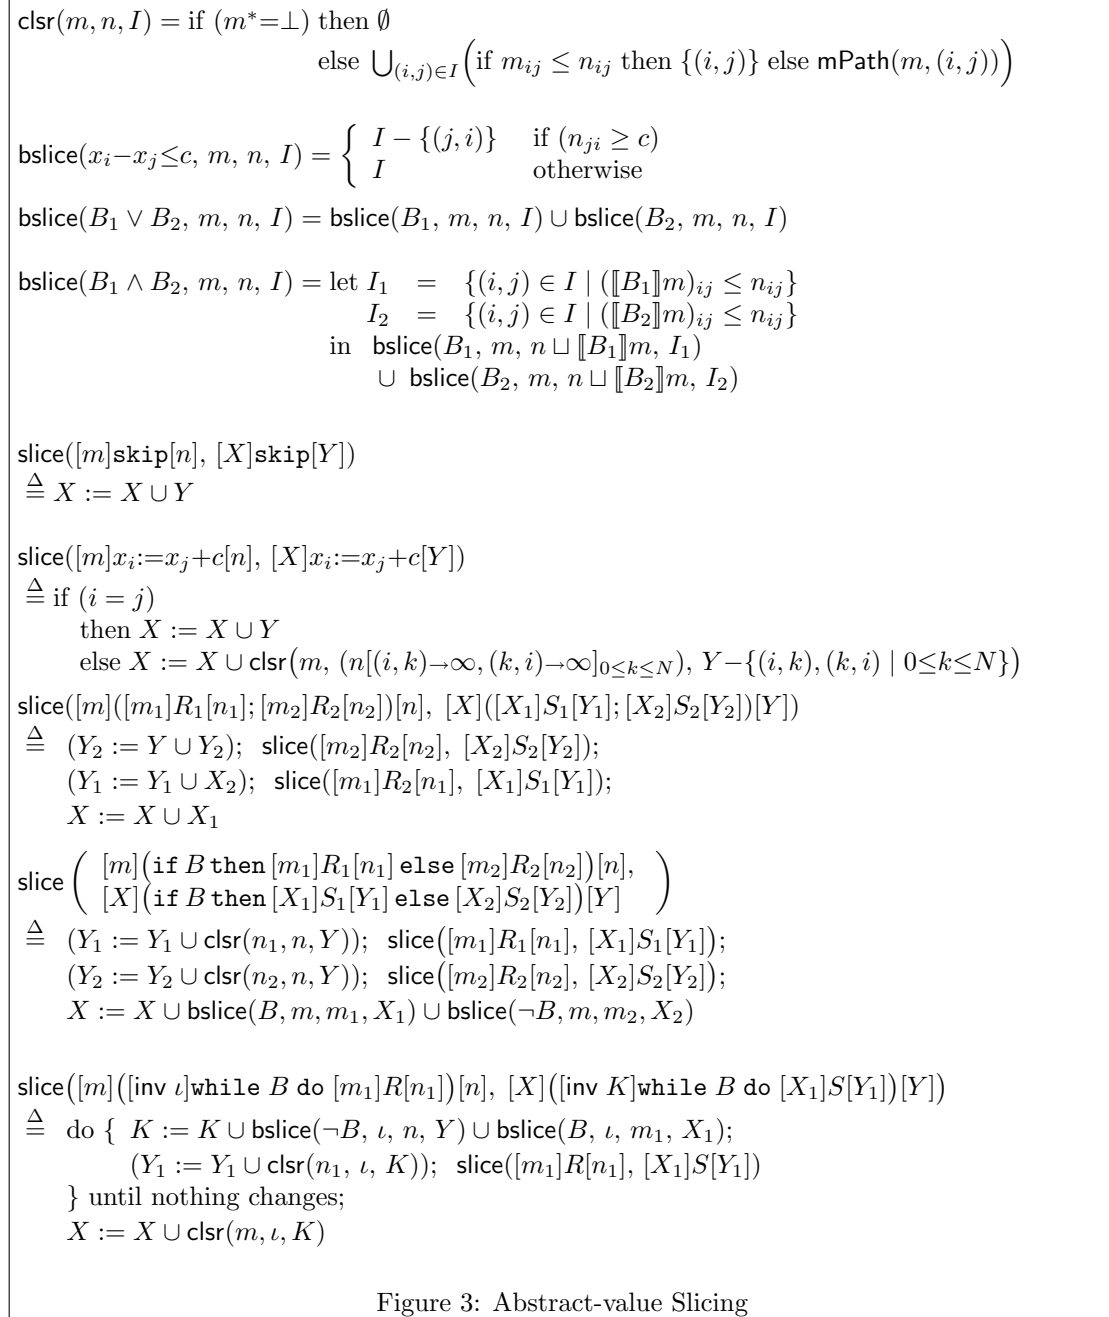 clsr(m, n, I) = if (m*=⊥) then ∅
else ⋃(i,j)∈I (if mij ≤ nij then {(i, j)} else mPath(m, (i, j)))
bslice(xi−xj≤c, m, n, I) = { I − {(j, i)} if (nji ≥ c)
I otherwise
bslice(B1 ∨ B2, m, n, I) = bslice(B1, m, n, I) ∪ bslice(B2, m, n, I)
bslice(B1 ∧ B2, m, n, I) = let I1 = {(i, j) ∈ I | (⟦B1⟧m)ij ≤ nij}
I2 = {(i, j) ∈ I | (⟦B2⟧m)ij ≤ nij}
in bslice(B1, m, n ⊔ ⟦B1⟧m, I1)
∪ bslice(B2, m, n ⊔ ⟦B2⟧m, I2)
slice([m]skip[n], [X]skip[Y])
≜ X := X ∪ Y
slice([m]xi:=xj+c[n], [X]xi:=xj+c[Y])
≜ if (i = j)
then X := X ∪ Y
else X := X ∪ clsr(m, (n[(i, k)→∞, (k, i)→∞]0≤k≤N), Y−{(i, k), (k, i) | 0≤k≤N})
slice([m]([m1]R1[n1]; [m2]R2[n2])[n], [X]([X1]S1[Y1]; [X2]S2[Y2])[Y])
≜ (Y2 := Y ∪ Y2); slice([m2]R2[n2], [X2]S2[Y2]);
(Y1 := Y1 ∪ X2); slice([m1]R2[n1], [X1]S1[Y1]);
X := X ∪ X1
slice ( [m](if B then [m1]R1[n1] else [m2]R2[n2])[n],
[X](if B then [X1]S1[Y1] else [X2]S2[Y2])[Y] )
≜ (Y1 := Y1 ∪ clsr(n1, n, Y)); slice([m1]R1[n1], [X1]S1[Y1]);
(Y2 := Y2 ∪ clsr(n2, n, Y)); slice([m2]R2[n2], [X2]S2[Y2]);
X := X ∪ bslice(B, m, m1, X1) ∪ bslice(¬B, m, m2, X2)
slice([m]([inv ι]while B do [m1]R[n1])[n], [X]([inv K]while B do [X1]S[Y1])[Y])
≜ do { K := K ∪ bslice(¬B, ι, n, Y) ∪ bslice(B, ι, m1, X1);
(Y1 := Y1 ∪ clsr(n1, ι, K)); slice([m1]R[n1], [X1]S[Y1])
} until nothing changes;
X := X ∪ clsr(m, ι, K)
Figure 3: Abstract-value Slicing